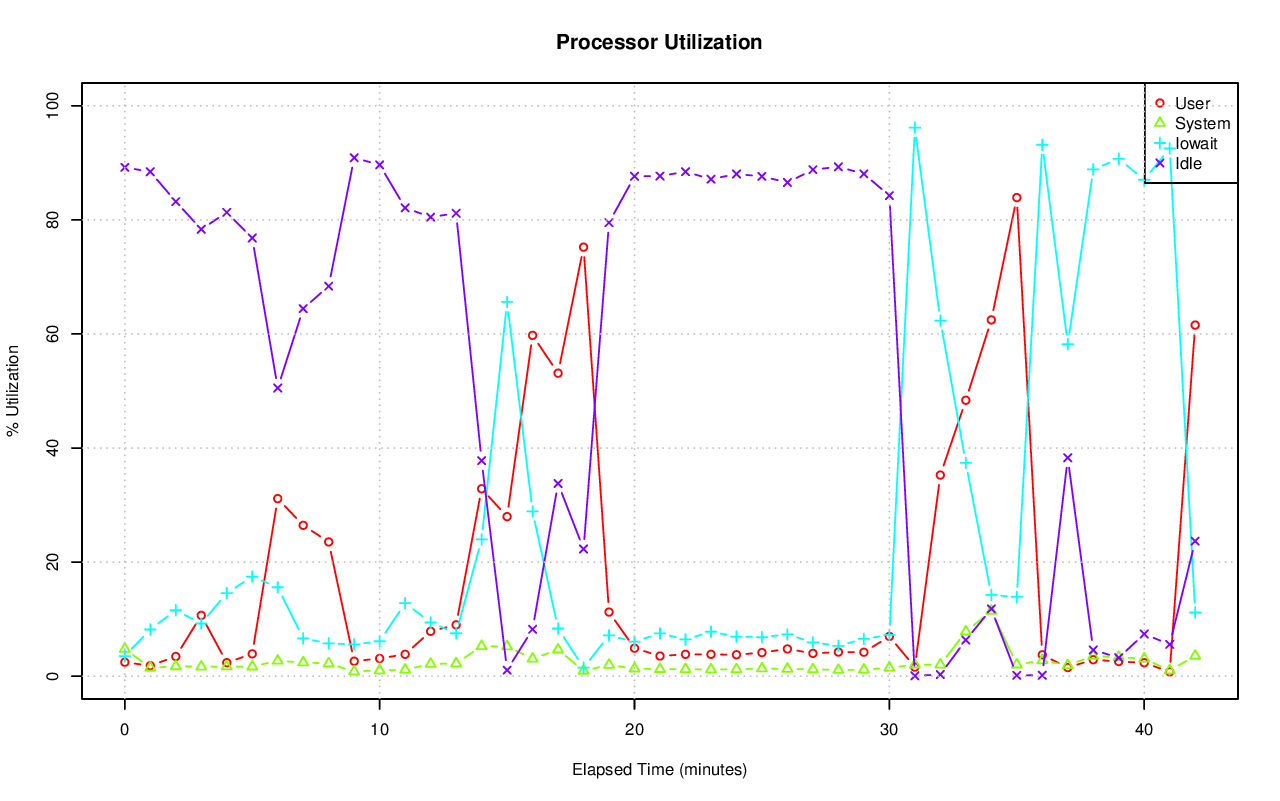 Processor Utilization
% Utilization
100
80
60
40
20
0
User
System
Iowait
Idle
0 10 20 30 40
Elapsed Time (minutes)